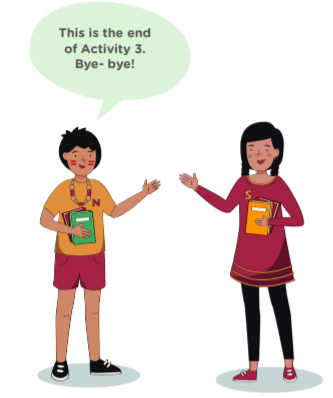 This is the end
of Activity 3.
Bye- bye!
N
S